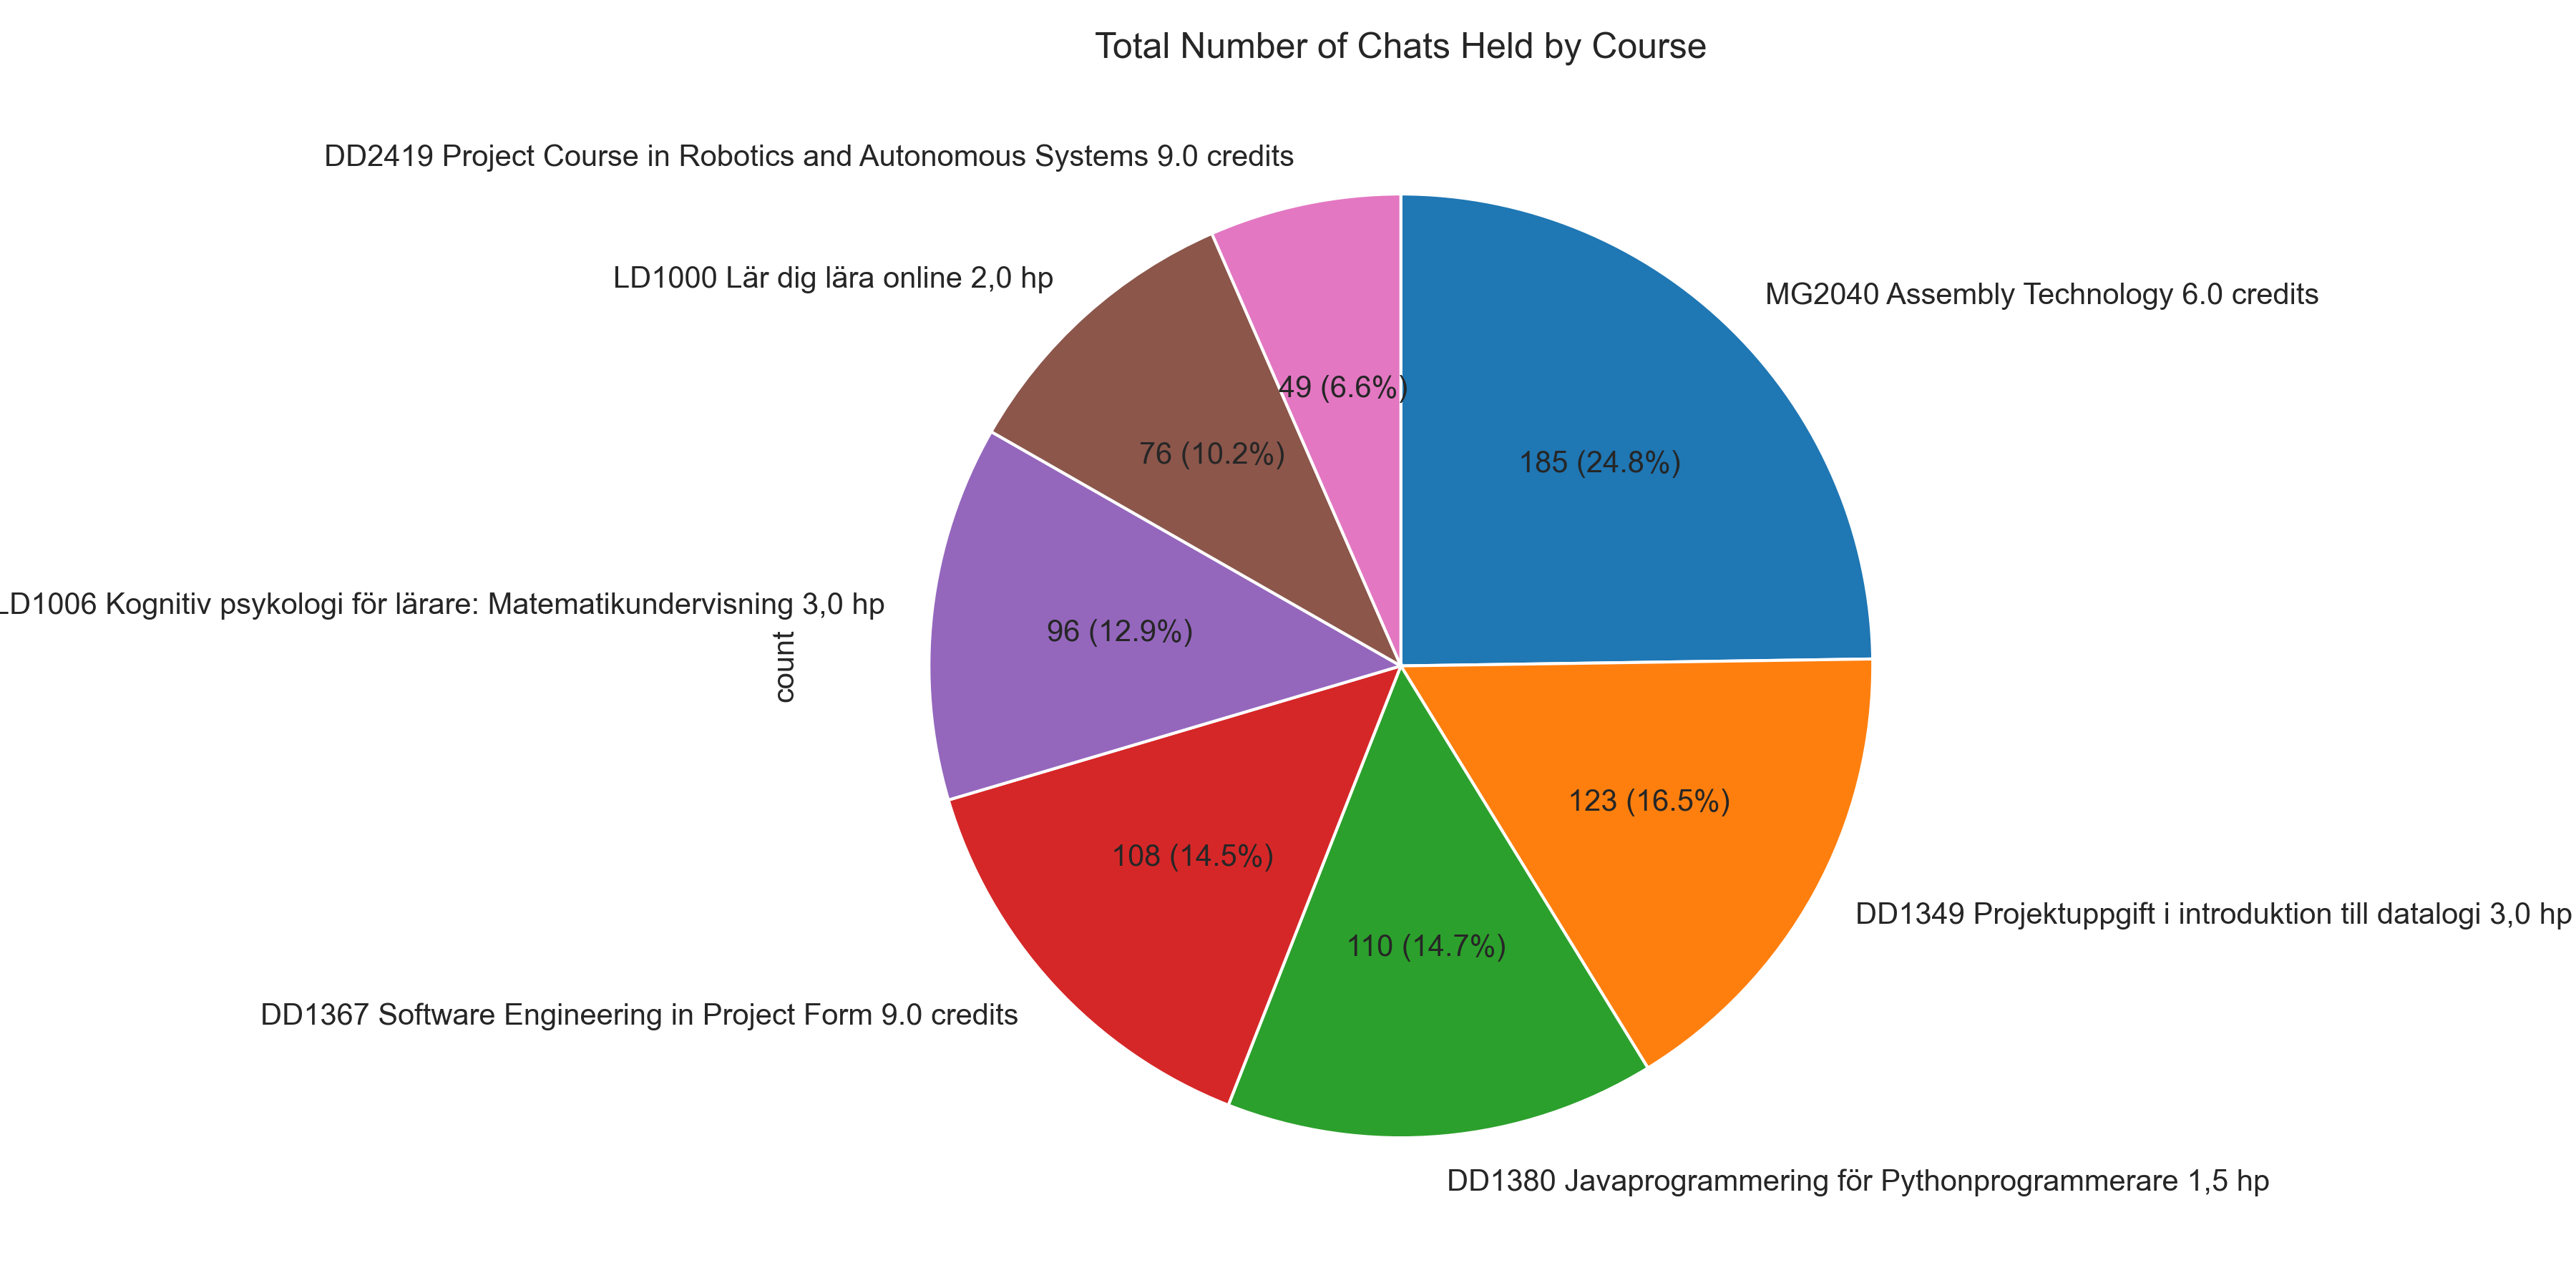 Total Number of Chats Held by Course
DD2419 Project Course in Robotics and Autonomous Systems 9.0 credits
LD1000 Lär dig lära online 2,0 hp
MG2040 Assembly Technology 6.0 credits
49 (6.6%)
76 (10.2%)
185 (24.8%)
LD1006 Kognitiv psykologi för lärare: Matematikundervisning 3,0 hp
96 (12.9%)
count
123 (16.5%)
108 (14.5%)
DD1349 Projektuppgift i introduktion till datalogi 3,0 hp
110 (14.7%)
DD1367 Software Engineering in Project Form 9.0 credits
DD1380 Javaprogrammering för Pythonprogrammerare 1,5 hp